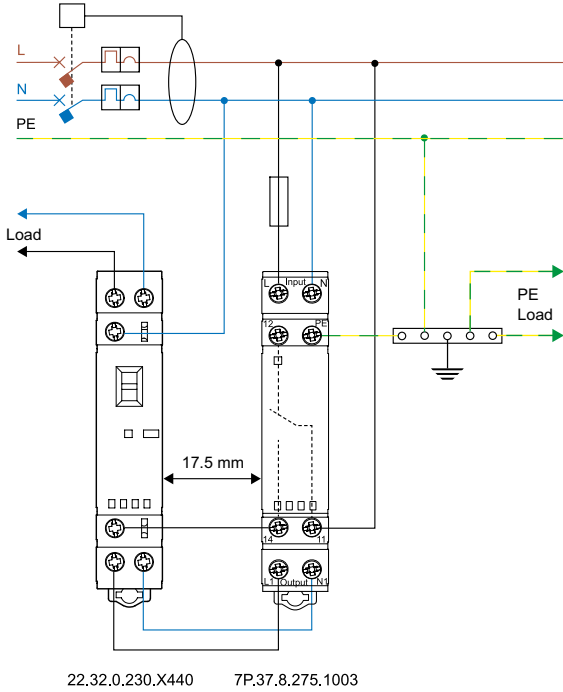 L
N
PE
Load
L Input N
12 PE
PE
Load
17.5 mm
14 11
L1 Output N1
22.32.0.230.X440 7P.37.8.275.1003